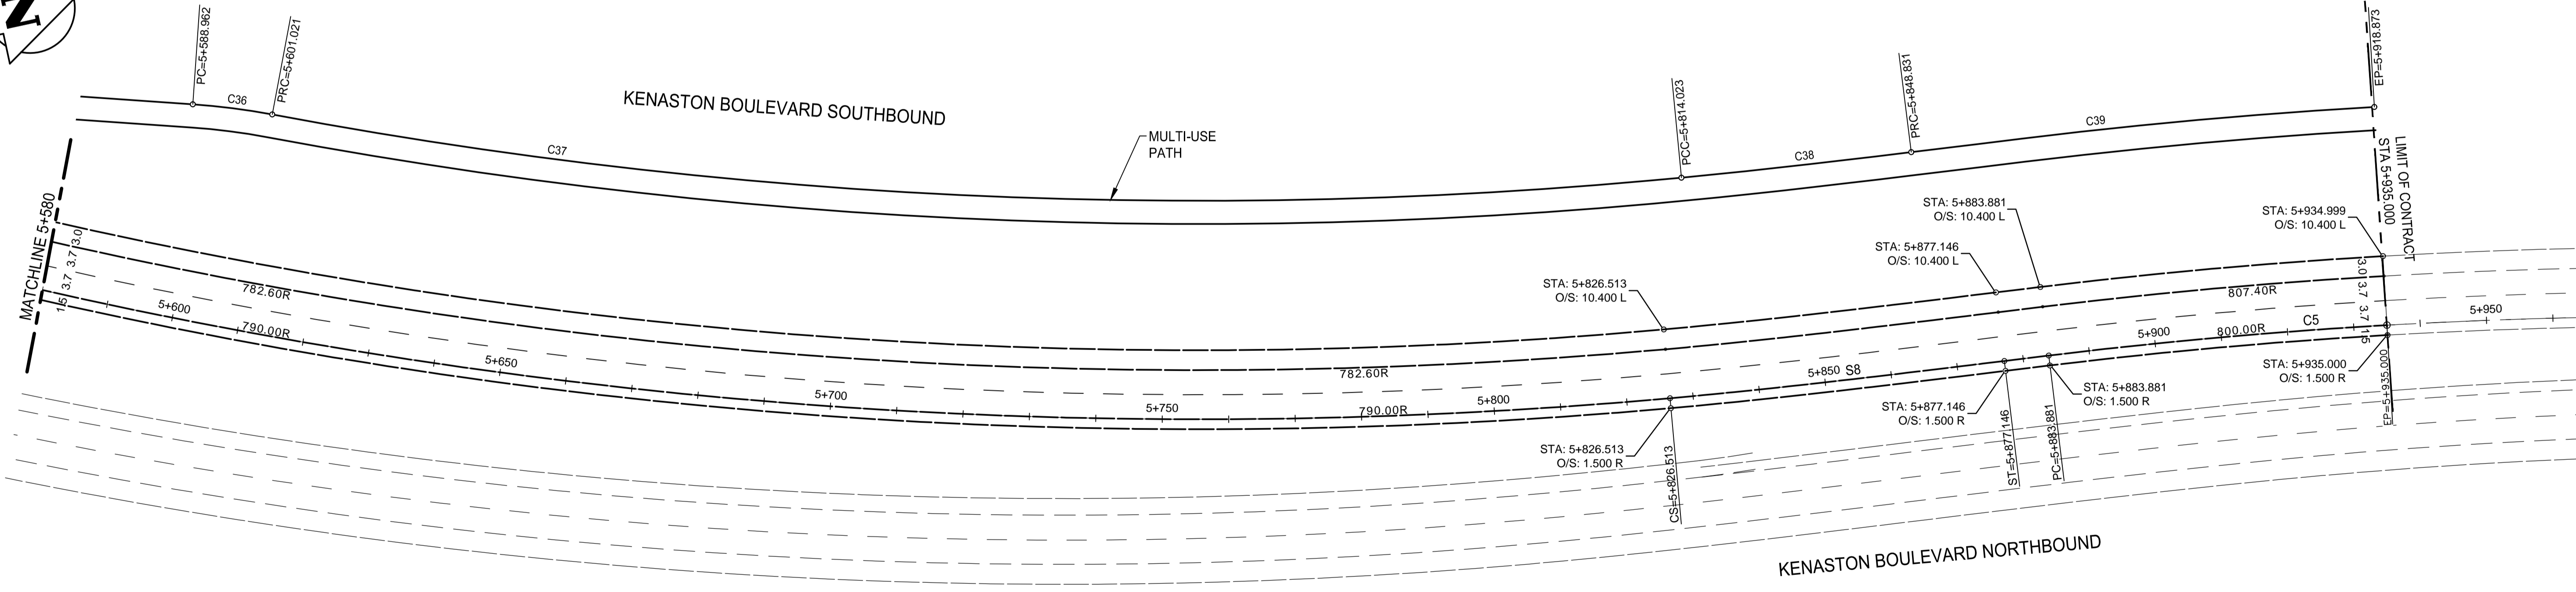 N
PC=5+588.962
PRC=5+601.021
C36
KENASTON BOULEVARD SOUTHBOUND
C37
MULTI-USE
PATH
PCC=5+814.023
C38
PRC=5+848.831
C39
EP=5+918.873
LIMIT OF CONTRACT
STA 5+935.000
MATCHLINE 5+580
3.0
3.7
3.7
1.5
782.60R
790.00R
5+600
5+650
5+700
5+750
5+800
5+850
S8
5+900
5+950
782.60R
790.00R
STA: 5+826.513
O/S: 10.400 L
STA: 5+877.146
O/S: 10.400 L
STA: 5+883.881
O/S: 10.400 L
STA: 5+934.999
O/S: 10.400 L
807.40R
800.00R
C5
3.0
3.7
3.7
1.5
STA: 5+826.513
O/S: 1.500 R
CS=5+826.513
STA: 5+877.146
O/S: 1.500 R
ST=5+877.146
PC=5+883.881
STA: 5+883.881
O/S: 1.500 R
STA: 5+935.000
O/S: 1.500 R
EP=5+935.000
KENASTON BOULEVARD NORTHBOUND